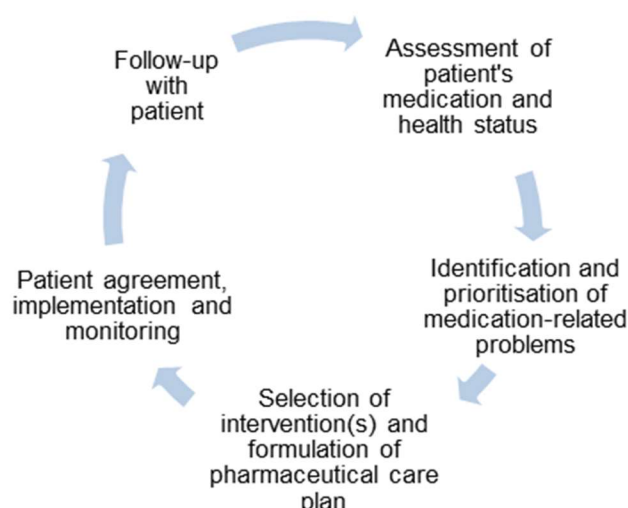 Assessment of
patient's
medication and
health status
Identification and
prioritisation of
medication-related
problems
Selection of
intervention(s) and
formulation of
pharmaceutical care
plan
Patient agreement,
implementation and
monitoring
Follow-up
with
patient